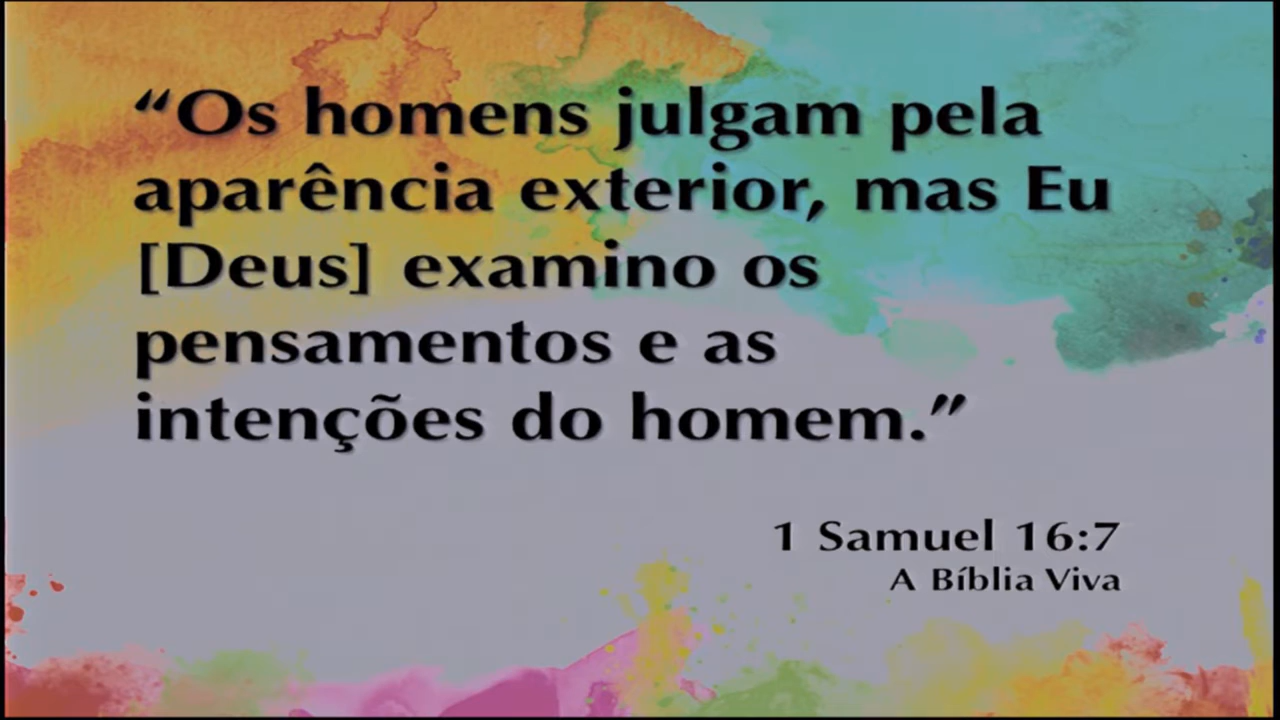 “Os homens julgam pela
aparência exterior, mas Eu
[Deus] examino os
pensamentos e as
intenções do homem.”
1 Samuel 16:7
A Bíblia Viva